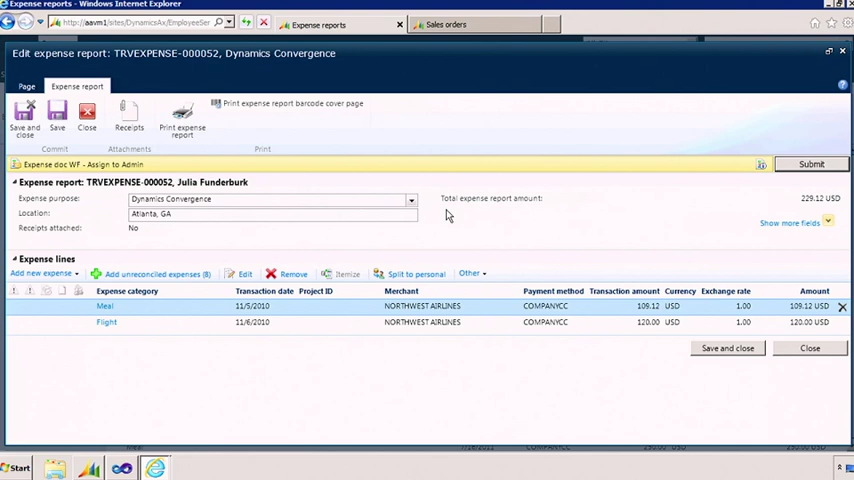 Expense reports - Windows Internet Explorer
http://aavm1/sites/DynamicsAx/EmployeeSer
Expense reports
Sales orders
Edit expense report: TRVEXPENSE-000052, Dynamics Convergence
Page
Expense report
Save and close
Save
Close
Receipts
Print expense report
Print expense report barcode cover page
Commit
Attachments
Print
Expense doc WF - Assign to Admin
Submit
Expense report: TRVEXPENSE-000052, Julia Funderburk
Expense purpose:
Dynamics Convergence
Total expense report amount:
229.12 USD
Location:
Atlanta, GA
Receipts attached:
No
Show more fields
Expense lines
Add new expense
Add unreconciled expenses (8)
Edit
Remove
Itemize
Split to personal
Other
Expense category Transaction date Project ID Merchant Payment method Transaction amount Currency Exchange rate Amount
Meal 11/5/2010 NORTHWEST AIRLINES COMPANYCC 109.12 USD 1.00 109.12 USD
Flight 11/6/2010 NORTHWEST AIRLINES COMPANYCC 120.00 USD 1.00 120.00 USD
Save and close
Close
Start